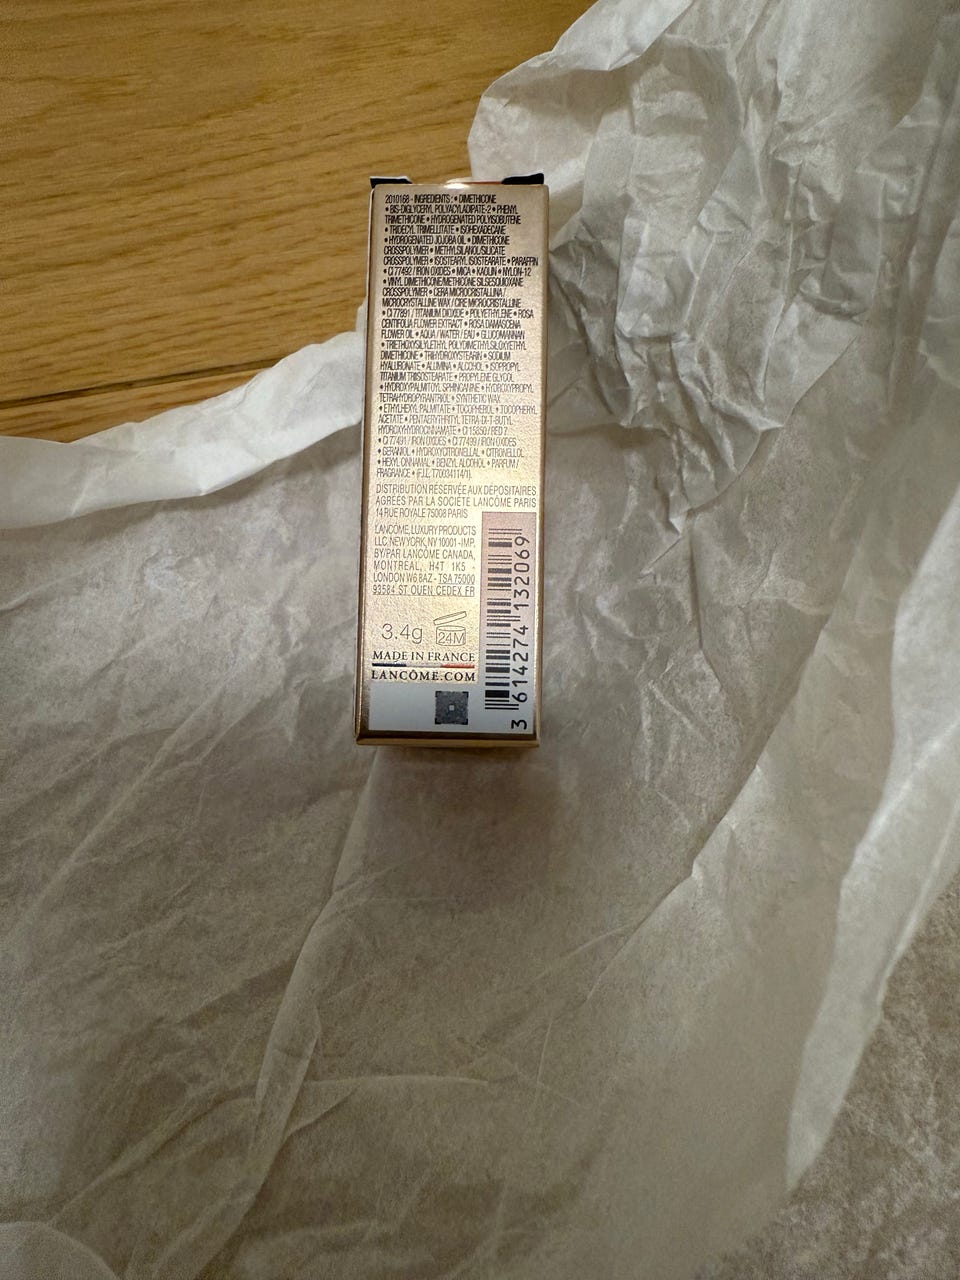 2010168 - INGREDIENTS : • DIMETHICONE
• BIS-DIGLYCERYL POLYACYLADIPATE-2 • PHENYL
TRIMETHICONE • HYDROGENATED POLYISOBUTENE
• TRIDECYL TRIMELLITATE • ISOHEXADECANE
• HYDROGENATED JOJOBA OIL • DIMETHICONE
CROSSPOLYMER • METHYL SILANOL/SILICATE
CROSSPOLYMER • ISOSTEARYL ISOSTEARATE • PARAFFIN
• CI 77492 / IRON OXIDES • MICA • KAOLIN • NYLON-12
• VINYL DIMETHICONE/METHICONE SILSESQUIOXANE
CROSSPOLYMER • CERA MICROCRISTALLINA /
MICROCRYSTALLINE WAX / CIRE MICROCRISTALLINE
• CI 77891 / TITANIUM DIOXIDE • POLYETHYLENE • ROSA
CENTIFOLIA FLOWER EXTRACT • ROSA DAMASCENA
FLOWER OIL • AQUA / WATER / EAU • GLUCOMANNAN
• TRIETHOXYSILYLETHYL POLYDIMETHYLSILOXYETHYL
DIMETHICONE • TRIHYDROXYSTEARIN • SODIUM
HYALURONATE • ALUMINA • ALCOHOL • ISOPROPYL
TITANIUM TRIISOSTEARATE • PROPYLENE GLYCOL
• HYDROXYPALMITOYL SPHINGANINE • HYDROXYPROPYL
TETRAHYDROPYRANTRIOL • SYNTHETIC WAX
• ETHYLHEXYL PALMITATE • TOCOPHEROL • TOCOPHERYL
ACETATE • PENTAERYTHRITYL TETRA-DI-T-BUTYL
HYDROXYHYDROCINNAMATE • CI 15850 / RED 7
• CI 77491 / IRON OXIDES • CI 77499 / IRON OXIDES
• GERANIOL • HYDROXYCITRONELLAL • CITRONELLOL
• HEXYL CINNAMAL • BENZYL ALCOHOL • PARFUM /
FRAGRANCE • (F.I.L. T70034114/1).
DISTRIBUTION RÉSERVÉE AUX DÉPOSITAIRES
AGRÉÉS PAR LA SOCIÉTÉ LANCÔME PARIS
14 RUE ROYALE 75008 PARIS
LANCÔME, LUXURY PRODUCTS
LLC, NEW YORK, NY 10001 - IMP.
BY/PAR LANCÔME CANADA,
MONTRÉAL, H4T 1K5 -
LONDON W6 8AZ - TSA 75000
93584 ST OUEN CEDEX FR
3.4g 24M
MADE IN FRANCE
LANCÔME.COM
3 614274 132069